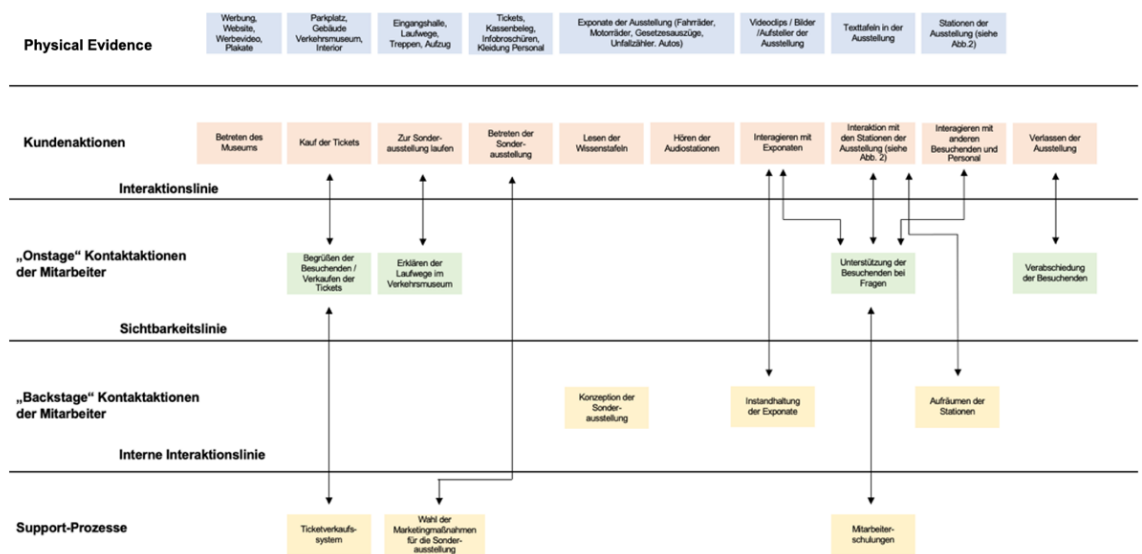 Physical Evidence
Werbung,
Website,
Werbevideo,
Plakate
Parkplatz,
Gebäude
Verkehrsmuseum,
Interior
Eingangshalle,
Laufwege,
Treppen, Aufzug
Tickets,
Kassenbeleg,
Infobroschüren,
Kleidung Personal
Exponate der Ausstellung (Fahrräder,
Motorräder, Gesetzesauszüge,
Unfallzähler. Autos)
Videoclips / Bilder
/Aufsteller der
Ausstellung
Texttafeln in der
Ausstellung
Stationen der
Ausstellung (siehe
Abb.2)
Kundenaktionen
Betreten des
Museums
Kauf der Tickets
Zur Sonder-
ausstellung laufen
Betreten der
Sonder-
ausstellung
Lesen der
Wissenstafeln
Hören der
Audiostationen
Interagieren mit
Exponaten
Interaktion mit
den Stationen der
Ausstellung (siehe
Abb. 2)
Interagieren mit
anderen
Besuchenden und
Personal
Verlassen der
Ausstellung
Interaktionslinie
„Onstage“ Kontaktaktionen
der Mitarbeiter
Begrüßen der
Besuchenden /
Verkaufen der
Tickets
Erklären der
Laufwege im
Verkehrsmuseum
Unterstützung der
Besuchenden bei
Fragen
Verabschiedung
der Besuchenden
Sichtbarkeitslinie
„Backstage“ Kontaktaktionen
der Mitarbeiter
Konzeption der
Sonder-
ausstellung
Instandhaltung
der Exponate
Aufräumen der
Stationen
Interne Interaktionslinie
Support-Prozesse
Ticketverkaufs-
system
Wahl der
Marketingmaßnahmen
für die Sonder-
ausstellung
Mitarbeiter-
schulungen